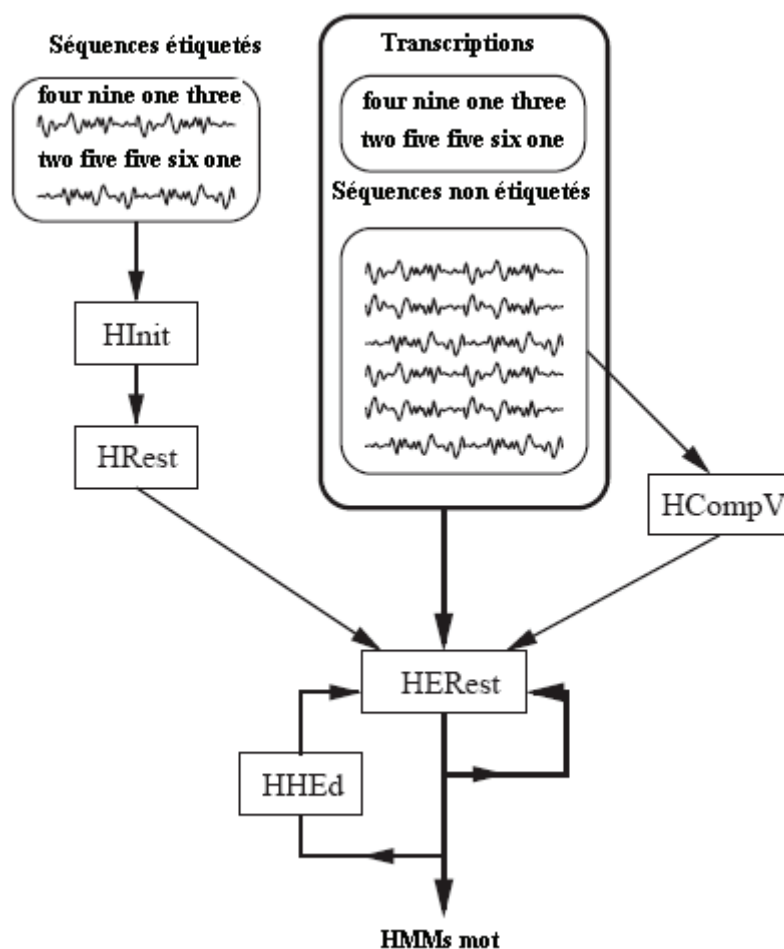 Séquences étiquetés
four nine one three
two five five six one
Transcriptions
four nine one three
two five five six one
Séquences non étiquetés
HInit
HRest
HCompV
HERest
HHEd
HMMs mot